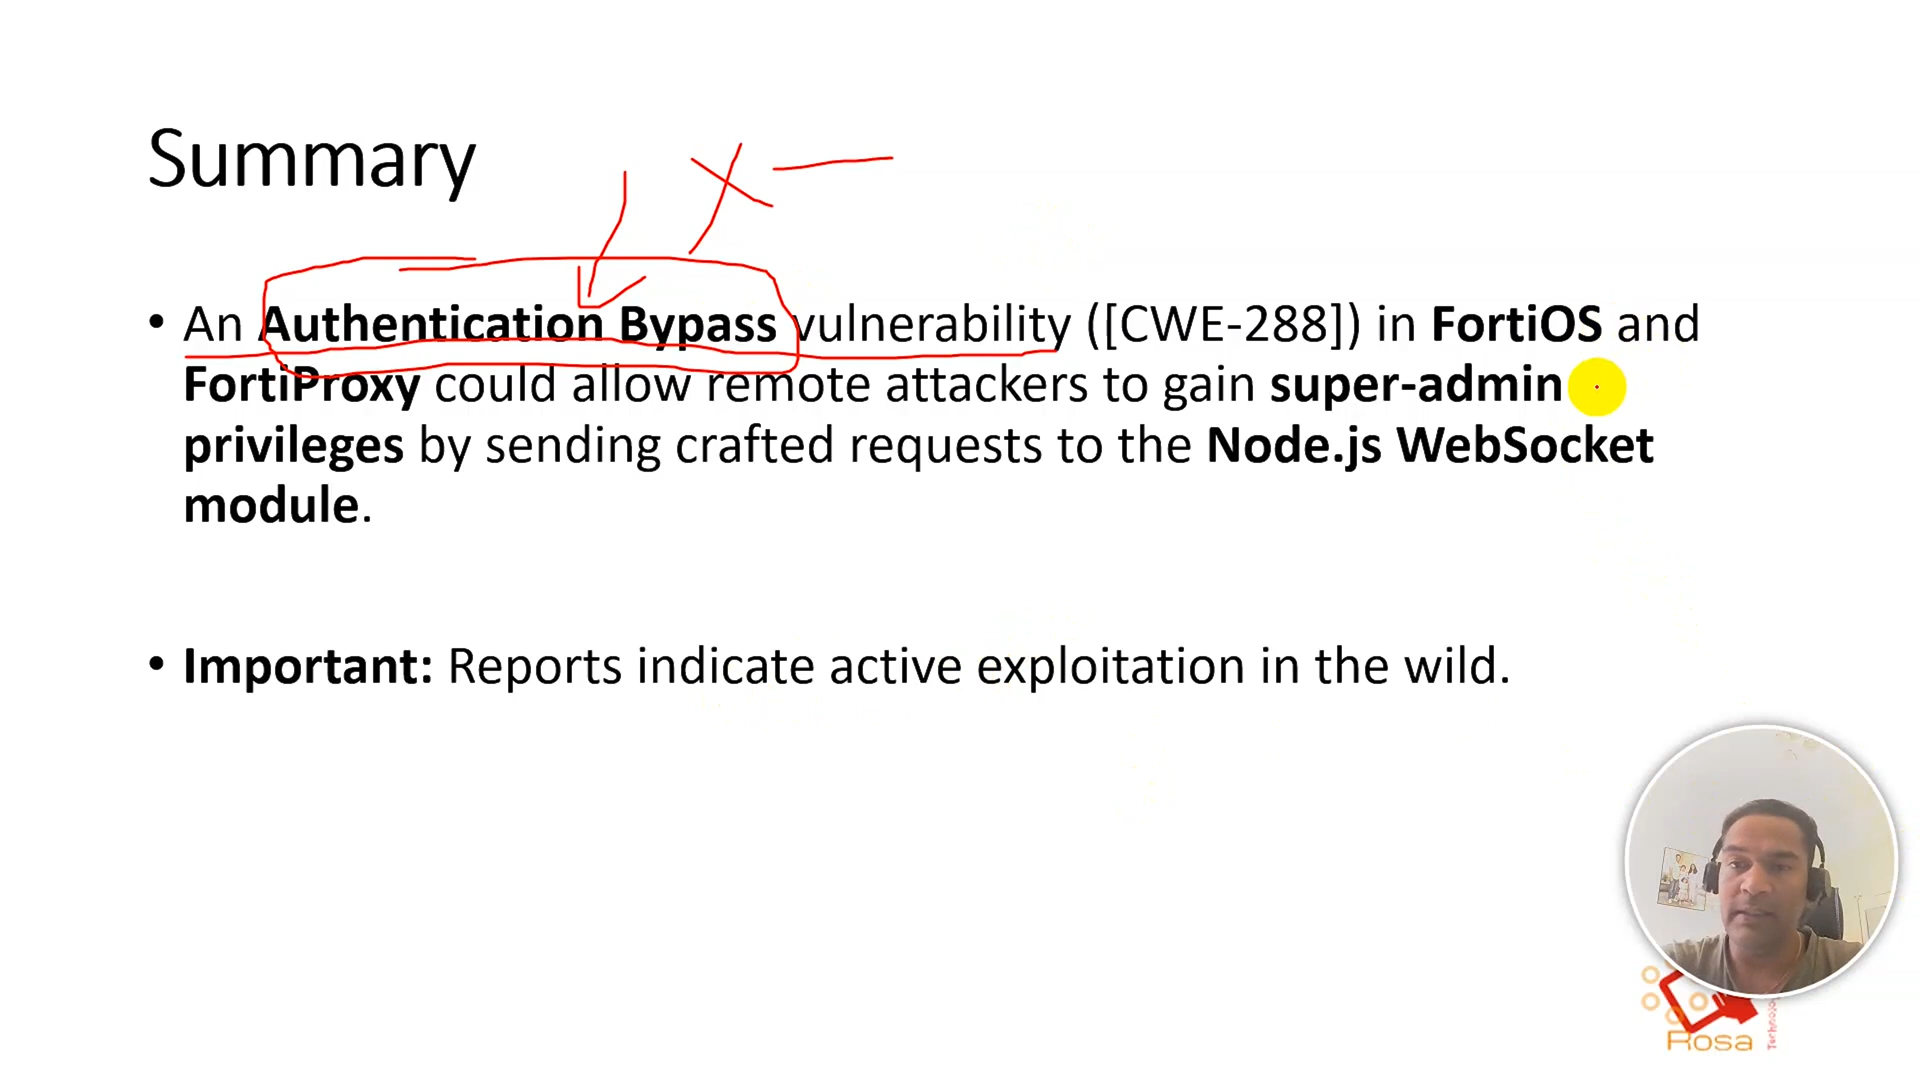 Summary
• An Authentication Bypass vulnerability ([CWE-288]) in FortiOS and
FortiProxy could allow remote attackers to gain super-admin
privileges by sending crafted requests to the Node.js WebSocket
module.
• Important: Reports indicate active exploitation in the wild.
Rosa